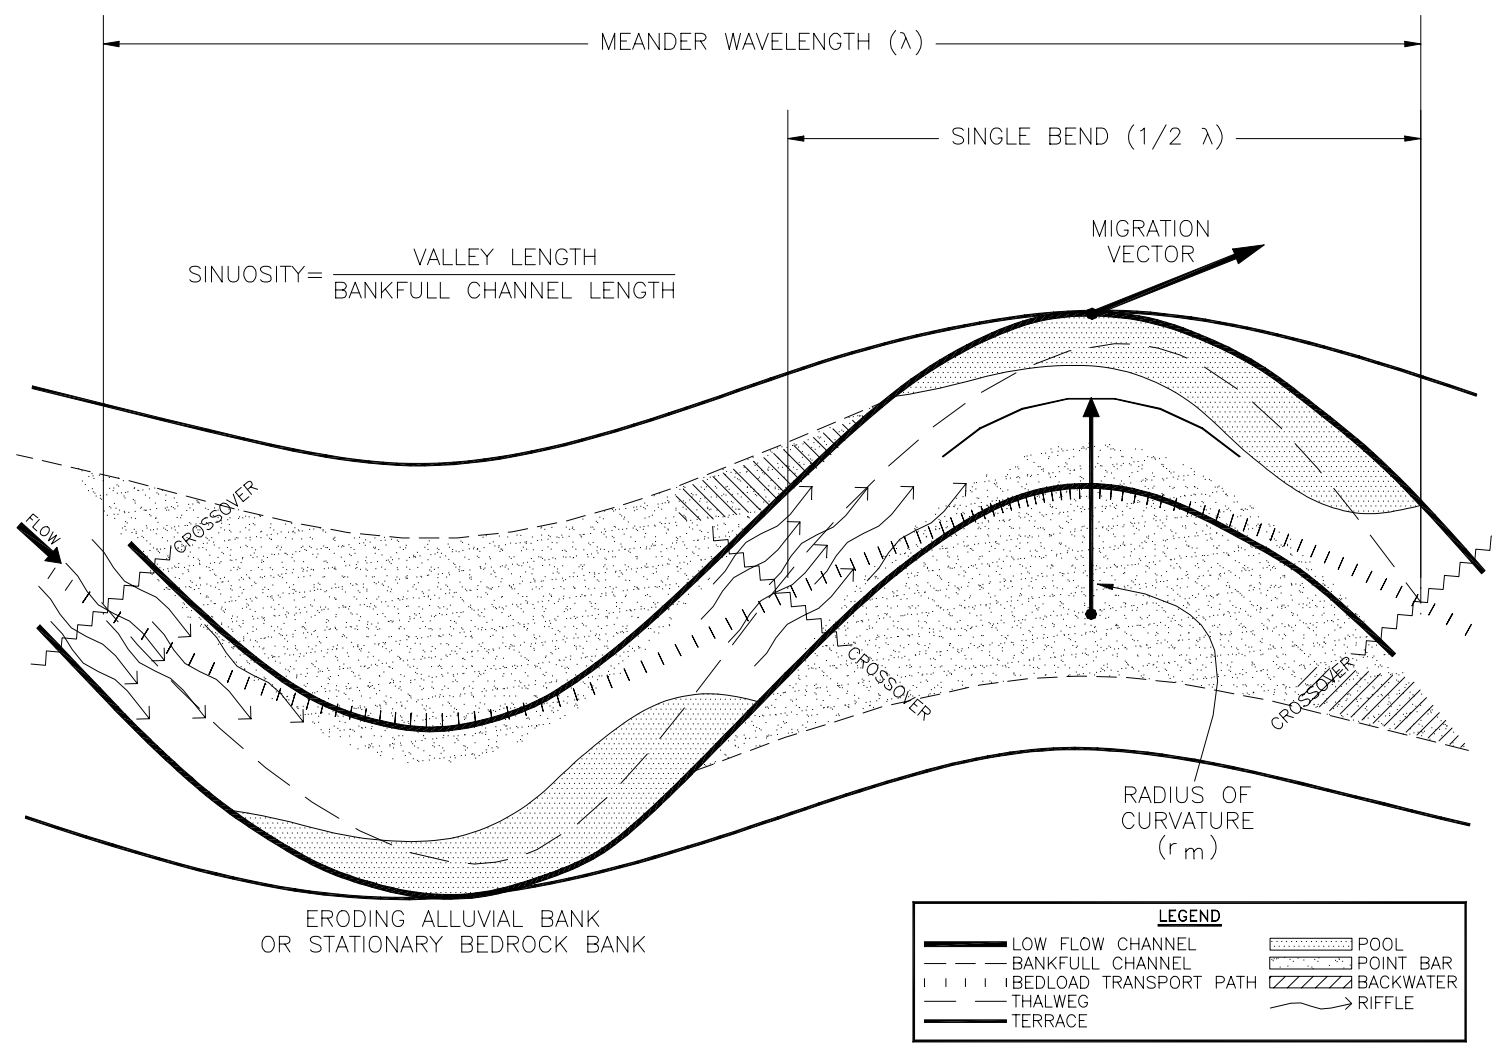 MEANDER WAVELENGTH (λ)
SINGLE BEND (1/2 λ)
MIGRATION
VECTOR
SINUOSITY= VALLEY LENGTH
BANKFULL CHANNEL LENGTH
FLOW
CROSSOVER
CROSSOVER
CROSSOVER
RADIUS OF
CURVATURE
(r m)
ERODING ALLUVIAL BANK
OR STATIONARY BEDROCK BANK
LEGEND
LOW FLOW CHANNEL
BANKFULL CHANNEL
BEDLOAD TRANSPORT PATH
THALWEG
TERRACE
POOL
POINT BAR
BACKWATER
RIFFLE